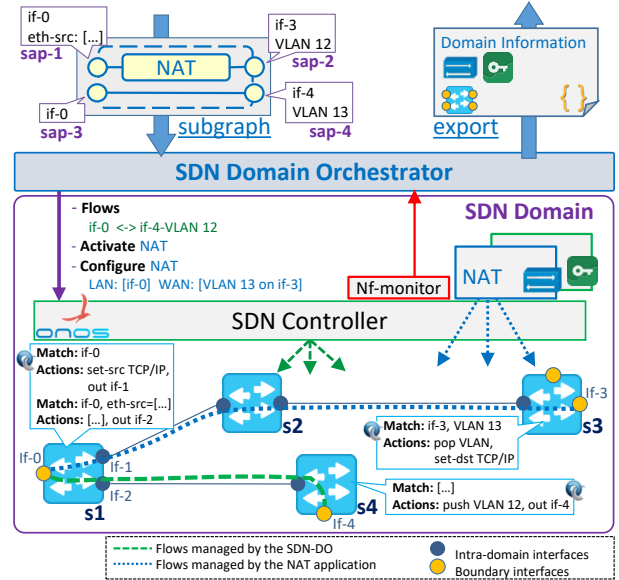 if-0
eth-src: […]
sap-1
if-3
VLAN 12
sap-2
NAT
if-0
sap-3
if-4
VLAN 13
sap-4
subgraph
Domain Information
{ }
export
SDN Domain Orchestrator
SDN Domain
- Flows
if-0 <-> if-4-VLAN 12
- Activate NAT
- Configure NAT
LAN: [if-0] WAN: [VLAN 13 on if-3]
Nf-monitor
NAT
onos
SDN Controller
Match: if-0
Actions: set-src TCP/IP,
out if-1
Match: if-0, eth-src=[…]
Actions: […], out if-2
s2
If-3
s3
Match: if-3, VLAN 13
Actions: pop VLAN,
set-dst TCP/IP
If-0
If-1
If-2
s1
s4
If-4
Match: […]
Actions: push VLAN 12, out if-4
Flows managed by the SDN-DO
Flows managed by the NAT application
Intra-domain interfaces
Boundary interfaces